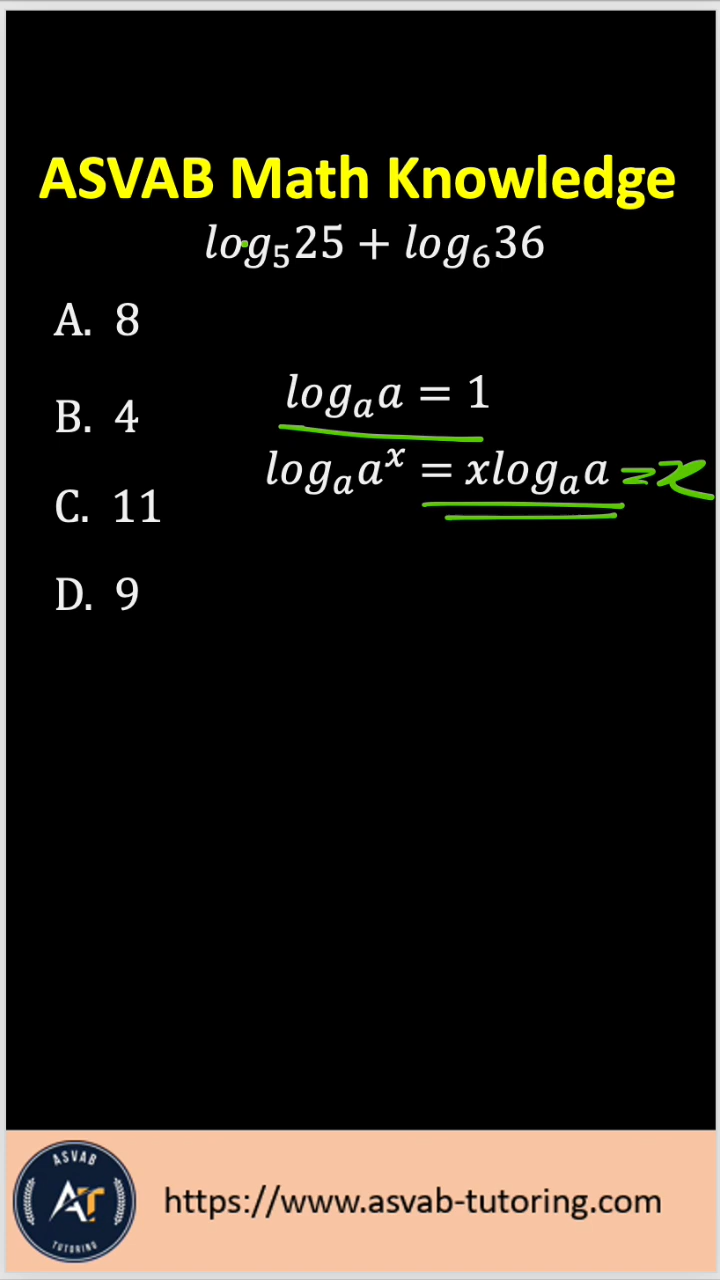 ASVAB Math Knowledge
log₅25 + log₆36
A. 8
logₐa = 1
B. 4
logₐaˣ = xlogₐa = x
C. 11
D. 9
ASVAB
AT
TUTORING
https://www.asvab-tutoring.com